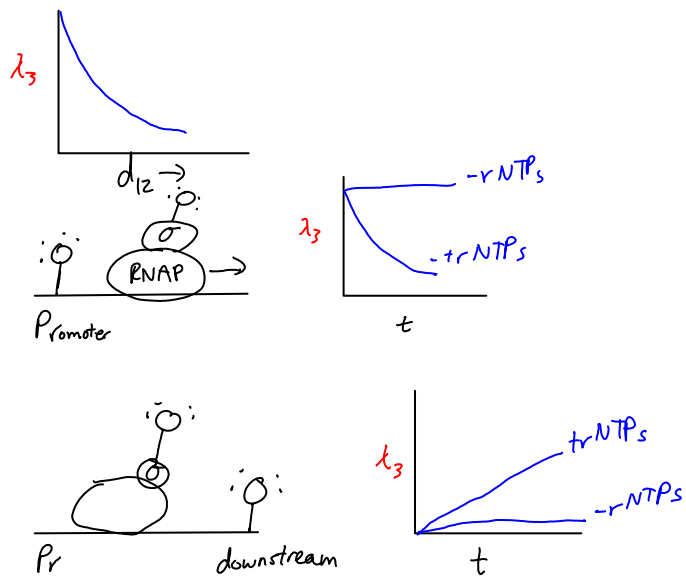 λ3
d12 →
σ
RNAP
Promoter
λ3
-rNTPs
-+rNTPs
t
σ
Pr
downstream
λ3
+rNTPs
-rNTPs
t